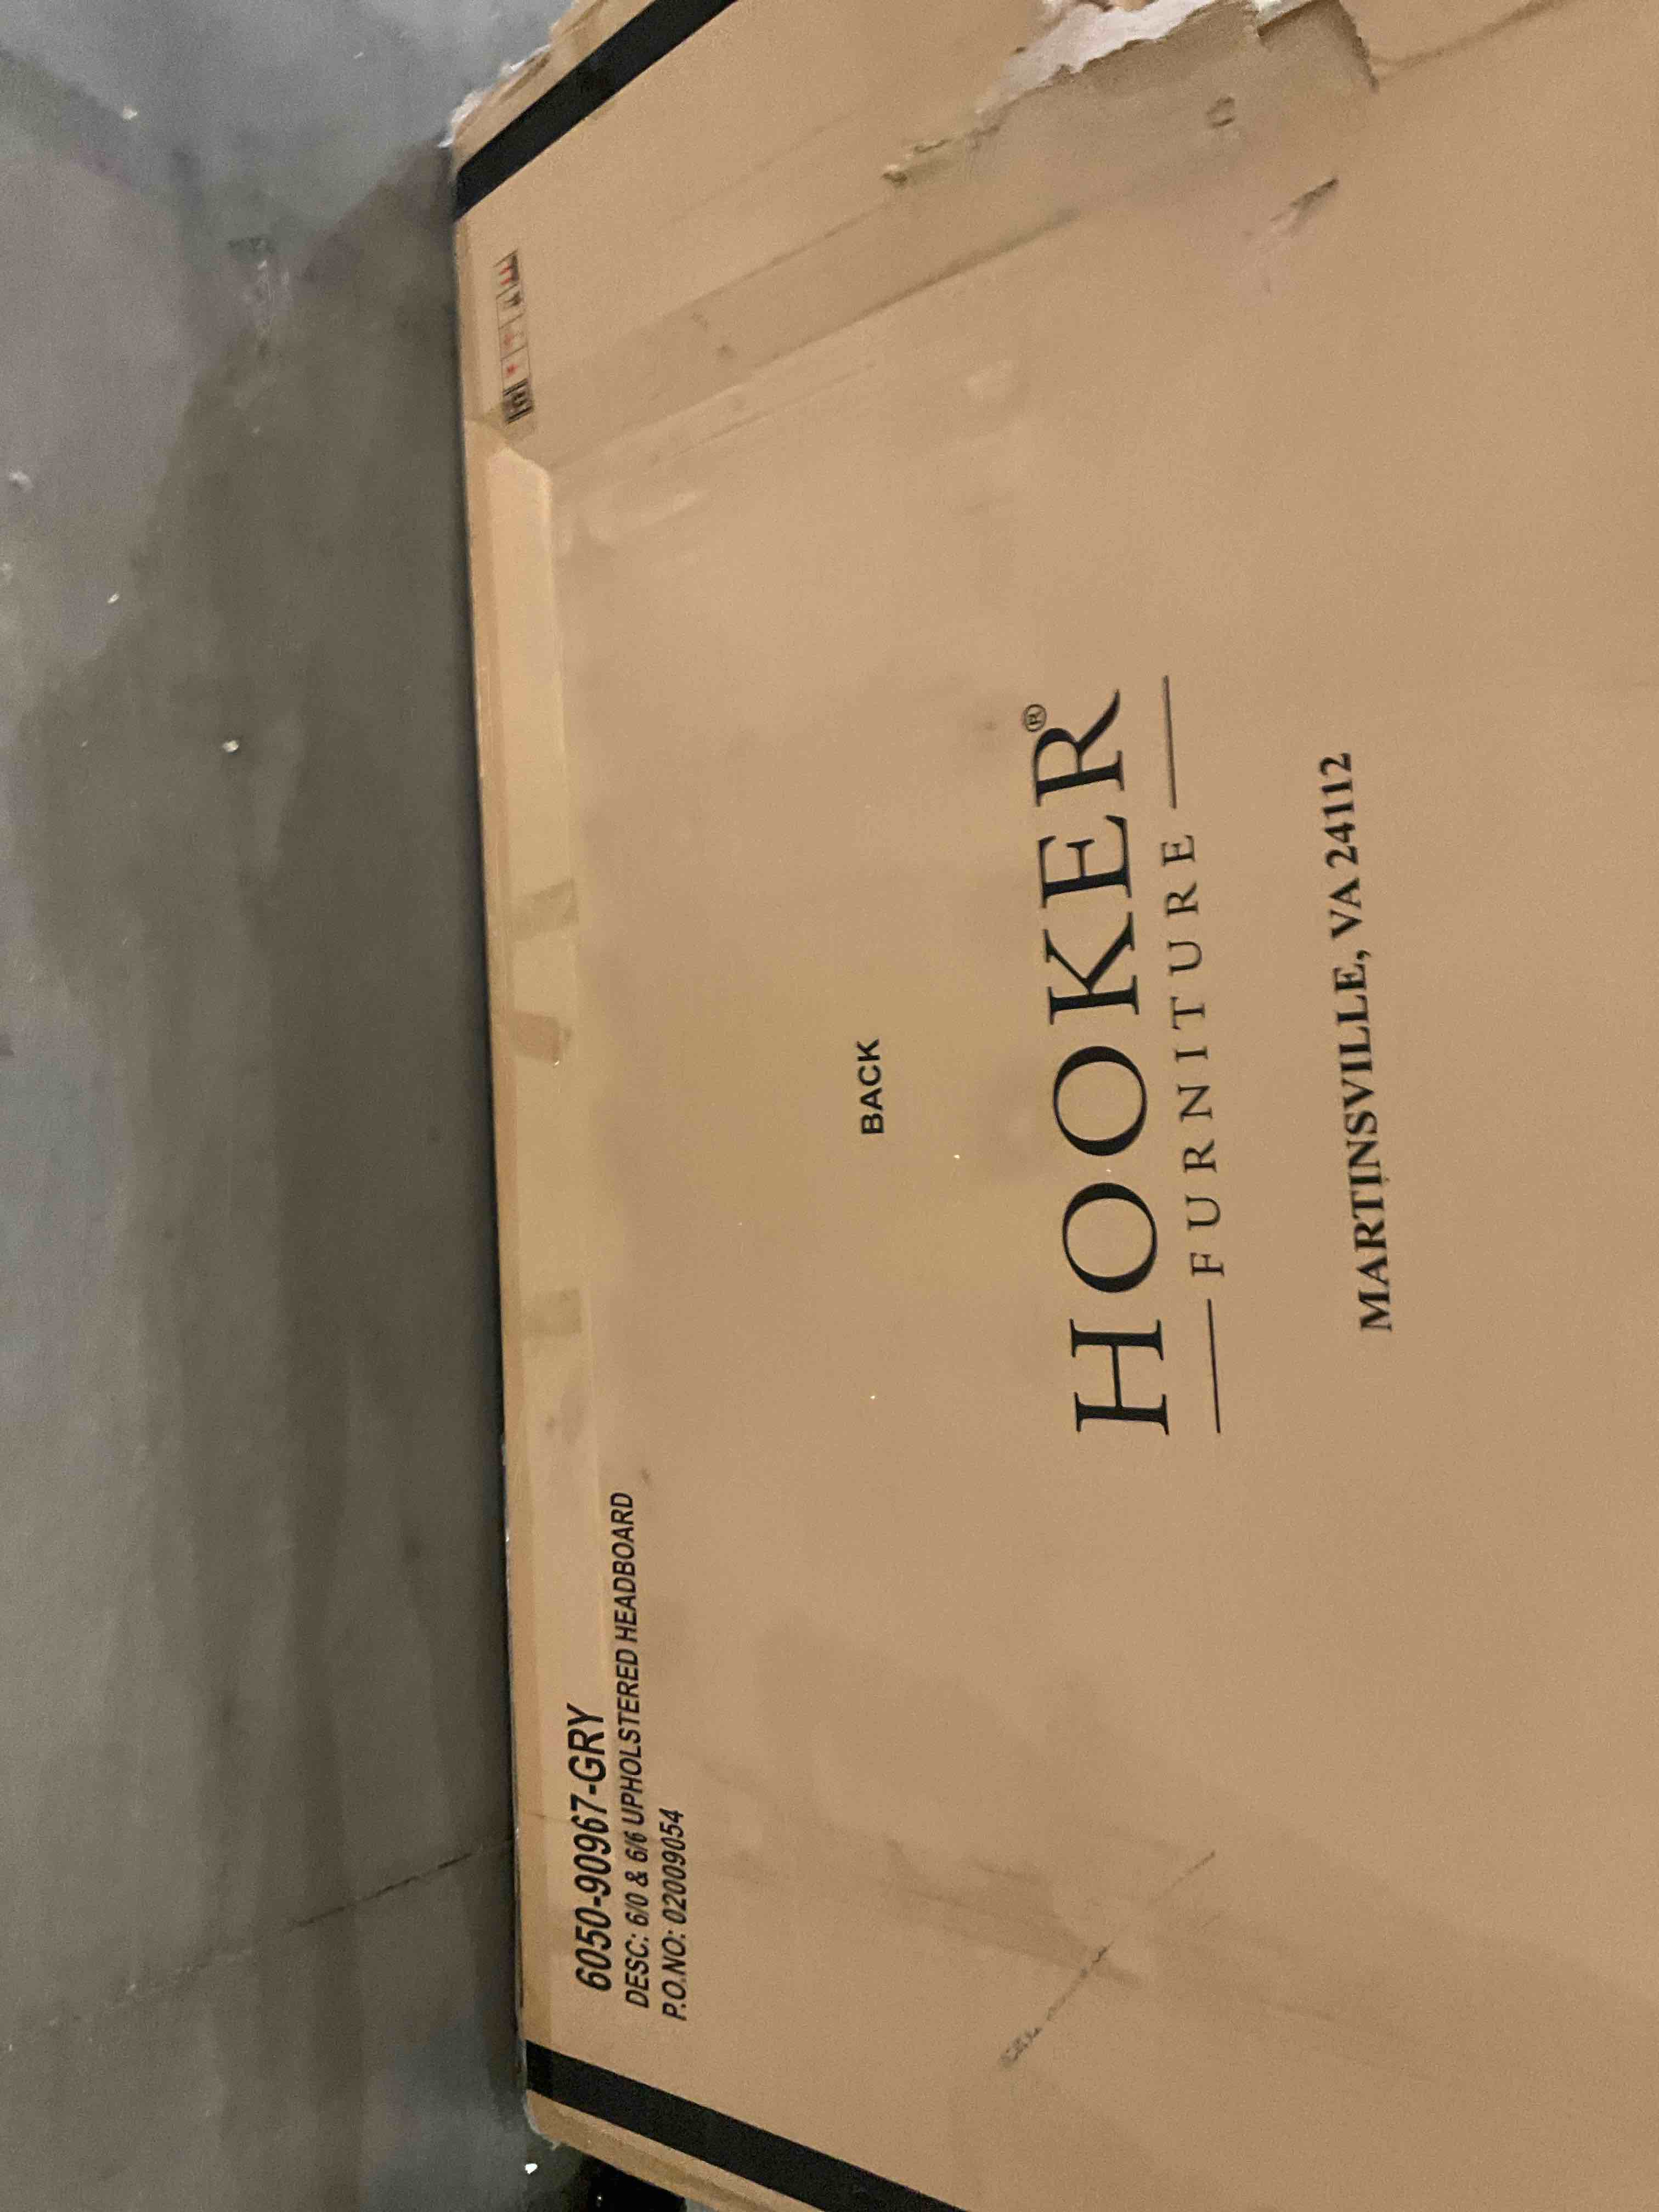 6050-90967-GRY
DESC: 6/0 & 6/6 UPHOLSTERED HEADBOARD
P.O.NO: 02009054
BACK
HOOKER®
FURNITURE
MARTINSVILLE, VA 24112